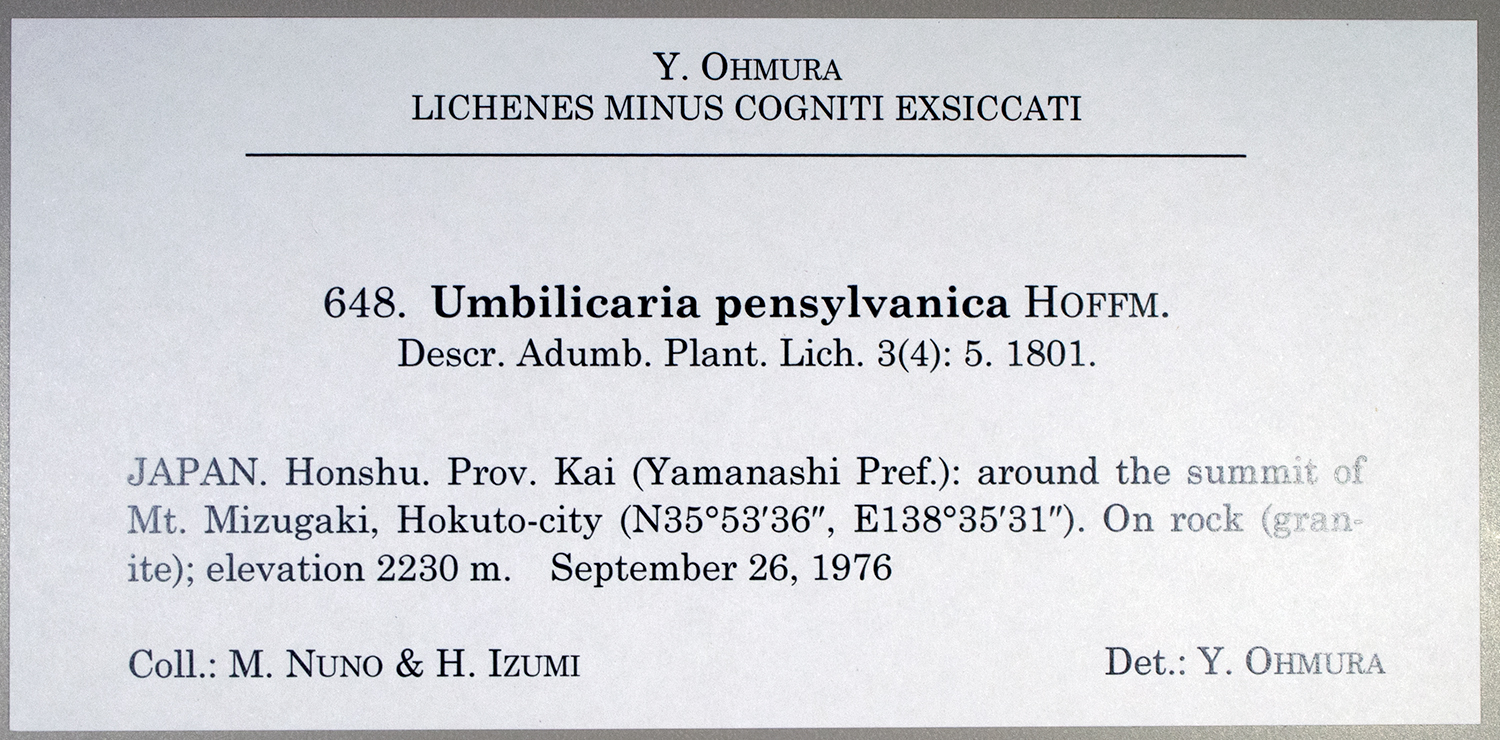 Y. OHMURA
LICHENES MINUS COGNITI EXSICCATI
648. Umbilicaria pensylvanica HOFFM.
Descr. Adumb. Plant. Lich. 3(4): 5. 1801.
JAPAN. Honshu. Prov. Kai (Yamanashi Pref.): around the summit of
Mt. Mizugaki, Hokuto-city (N35°53′36″, E138°35′31″). On rock (gran-
ite); elevation 2230 m. September 26, 1976
Coll.: M. NUNO & H. IZUMI Det.: Y. OHMURA